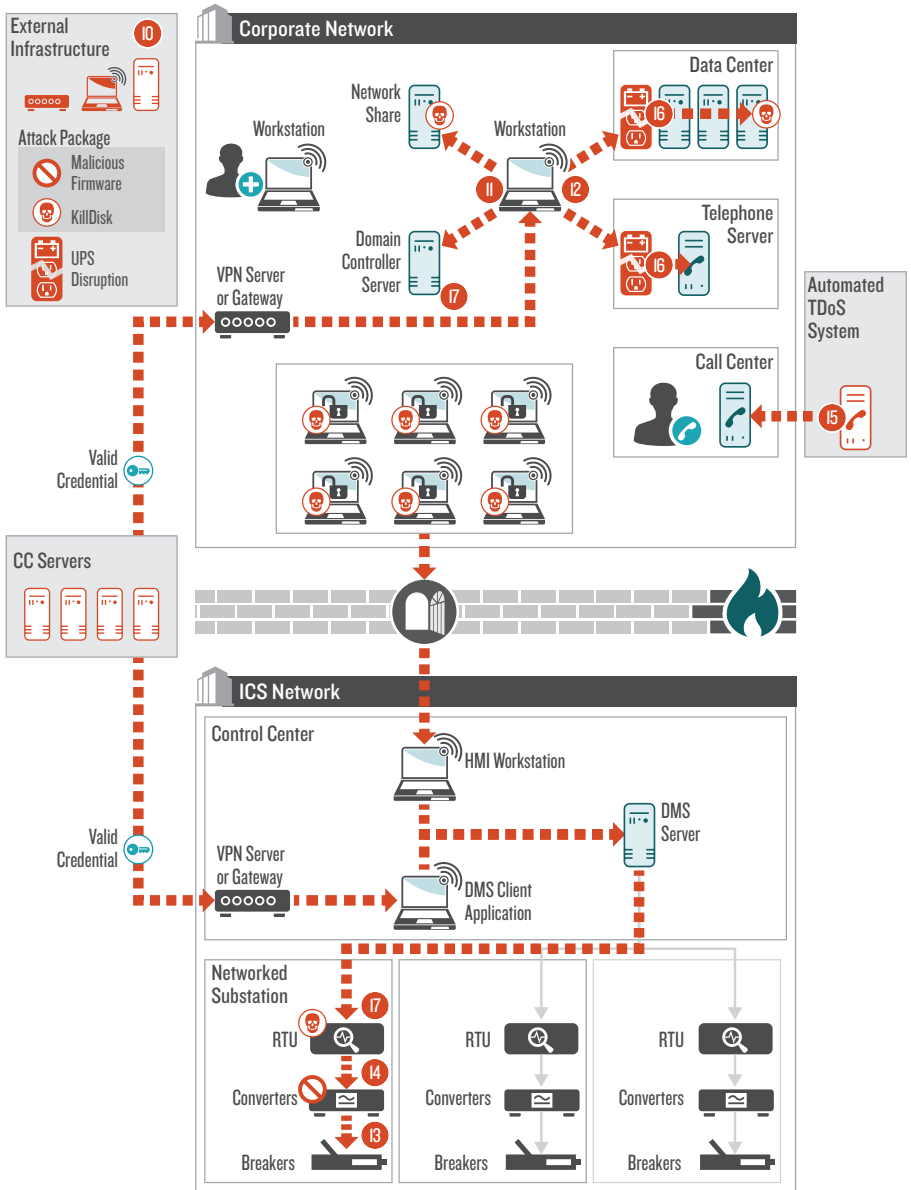 External
Infrastructure
10
Attack Package
Malicious
Firmware
KillDisk
UPS
Disruption
Corporate Network
Workstation
Network
Share
Workstation
11
12
Domain
Controller
Server
17
VPN Server
or Gateway
Data Center
16
Telephone
Server
16
Call Center
Automated
TDoS
System
15
Valid
Credential
CC Servers
Valid
Credential
ICS Network
Control Center
HMI Workstation
DMS
Server
VPN Server
or Gateway
DMS Client
Application
Networked
Substation
17
RTU
14
Converters
13
Breakers
RTU
Converters
Breakers
RTU
Converters
Breakers